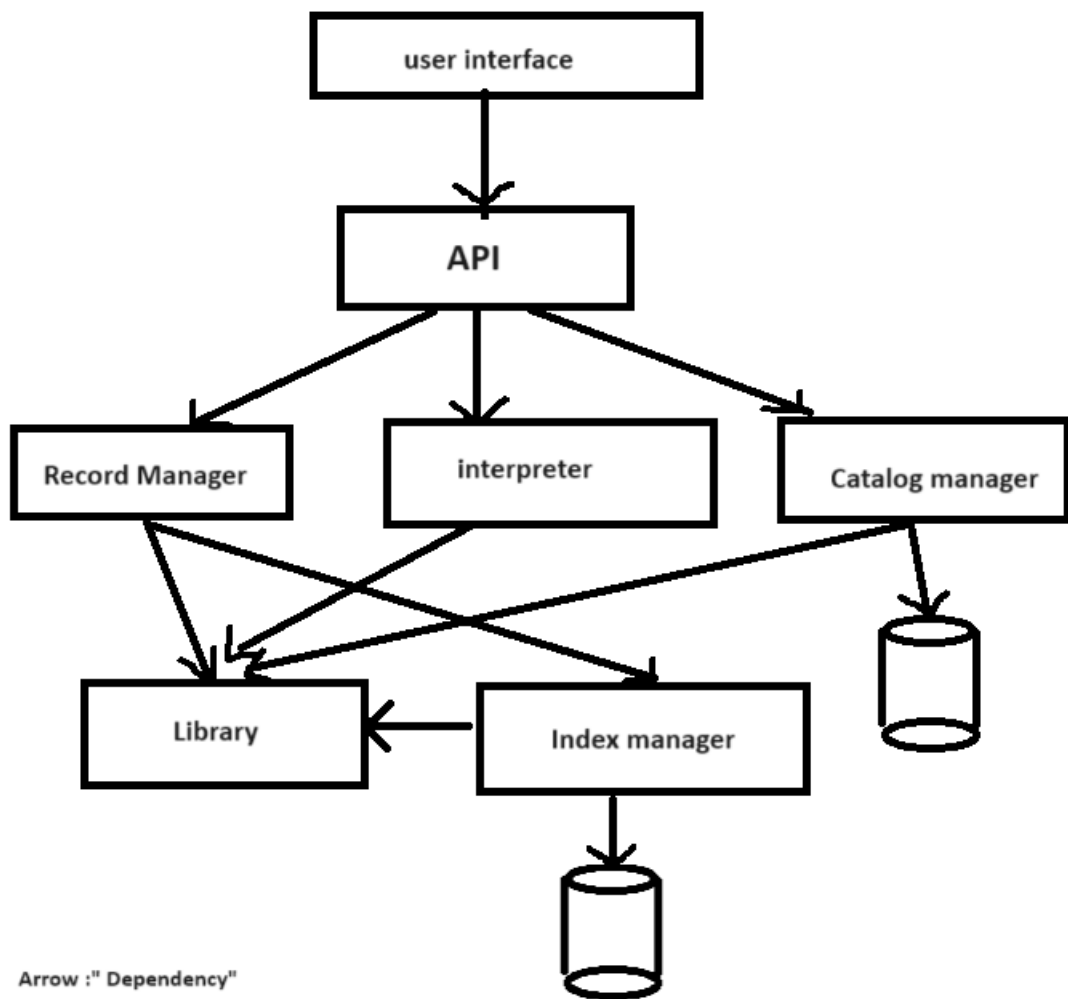 user interface
API
Record Manager
interpreter
Catalog manager
Library
Index manager
Arrow :" Dependency"